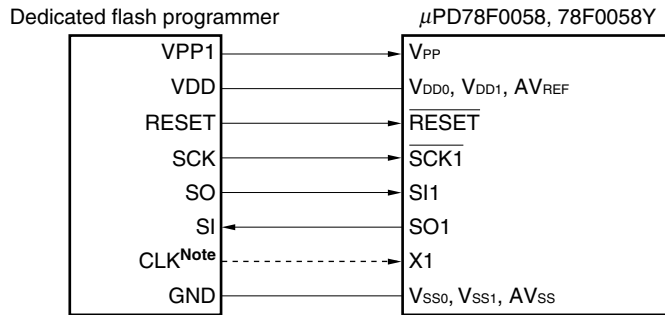 Dedicated flash programmer
µPD78F0058, 78F0058Y
VPP1
VPP
VDD
VDD0, VDD1, AVREF
RESET
RESET
SCK
SCK1
SO
SI1
SI
SO1
CLKNote
X1
GND
VSS0, VSS1, AVSS